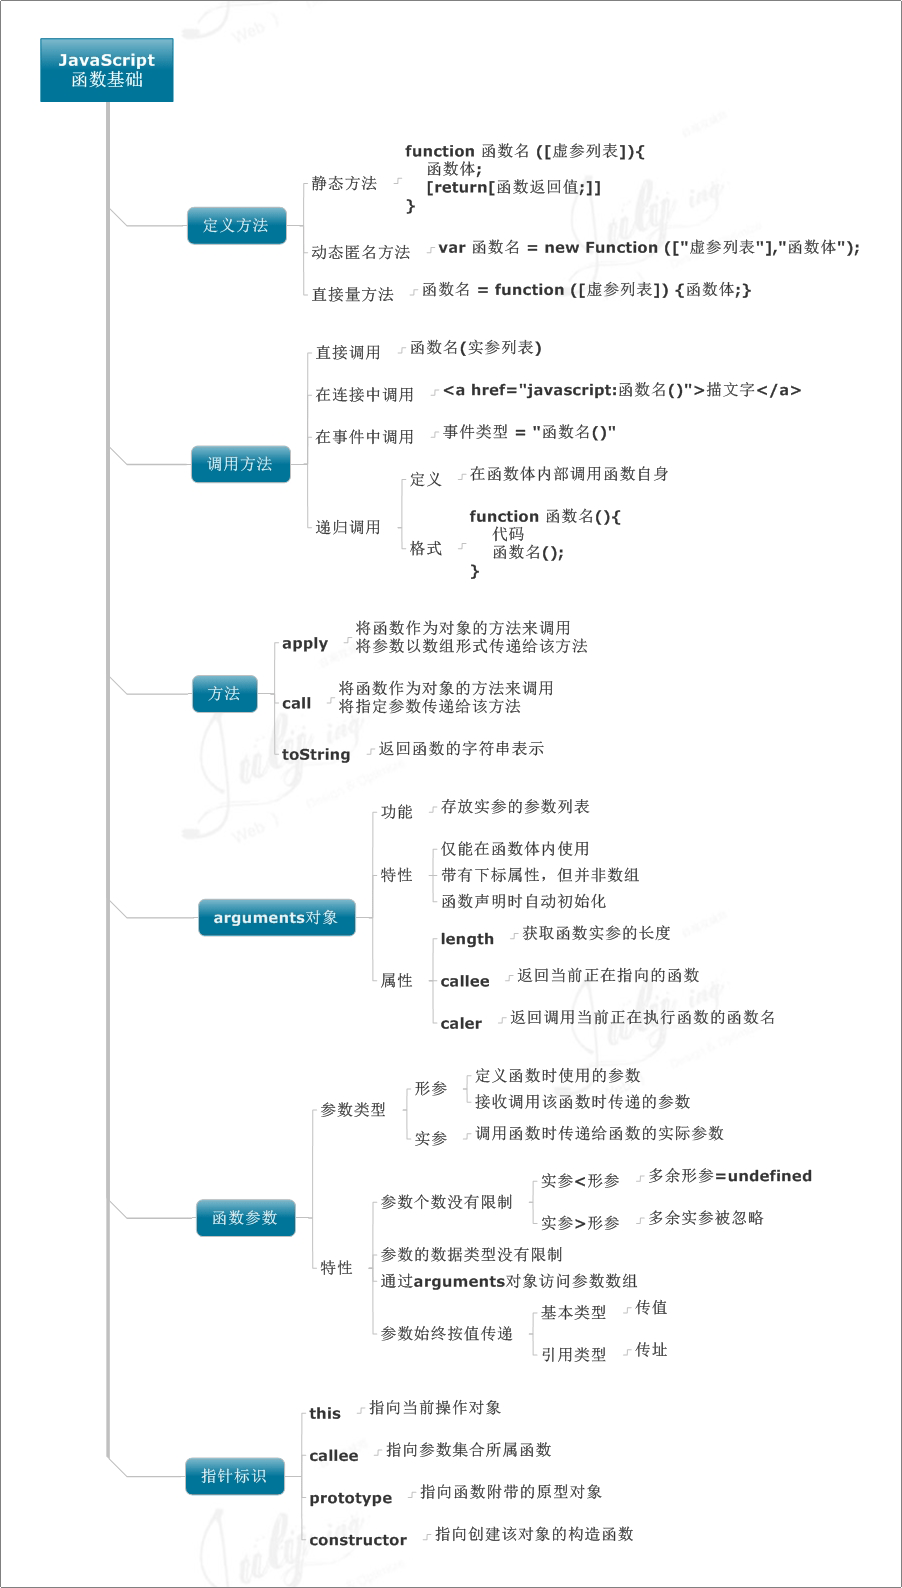 JavaScript
函数基础
定义方法
静态方法
function 函数名 ([虚参列表]){
函数体;
[return[函数返回值;]]
}
动态匿名方法
var 函数名 = new Function (["虚参列表"],"函数体");
直接量方法
函数名 = function ([虚参列表]) {函数体;}
调用方法
直接调用
函数名(实参列表)
在连接中调用
<a href="javascript:函数名()">描文字</a>
在事件中调用
事件类型 = "函数名()"
递归调用
定义
在函数体内部调用函数自身
格式
function 函数名(){
代码
函数名();
}
方法
apply
将函数作为对象的方法来调用
将参数以数组形式传递给该方法
call
将函数作为对象的方法来调用
将指定参数传递给该方法
toString
返回函数的字符串表示
arguments对象
功能
存放实参的参数列表
特性
仅能在函数体内使用
带有下标属性，但并非数组
函数声明时自动初始化
属性
length
获取函数实参的长度
callee
返回当前正在指向的函数
caler
返回调用当前正在执行函数的函数名
函数参数
参数类型
形参
定义函数时使用的参数
接收调用该函数时传递的参数
实参
调用函数时传递给函数的实际参数
特性
参数个数没有限制
实参<形参
多余形参=undefined
实参>形参
多余实参被忽略
参数的数据类型没有限制
通过arguments对象访问参数数组
参数始终按值传递
基本类型
传值
引用类型
传址
指针标识
this
指向当前操作对象
callee
指向参数集合所属函数
prototype
指向函数附带的原型对象
constructor
指向创建该对象的构造函数